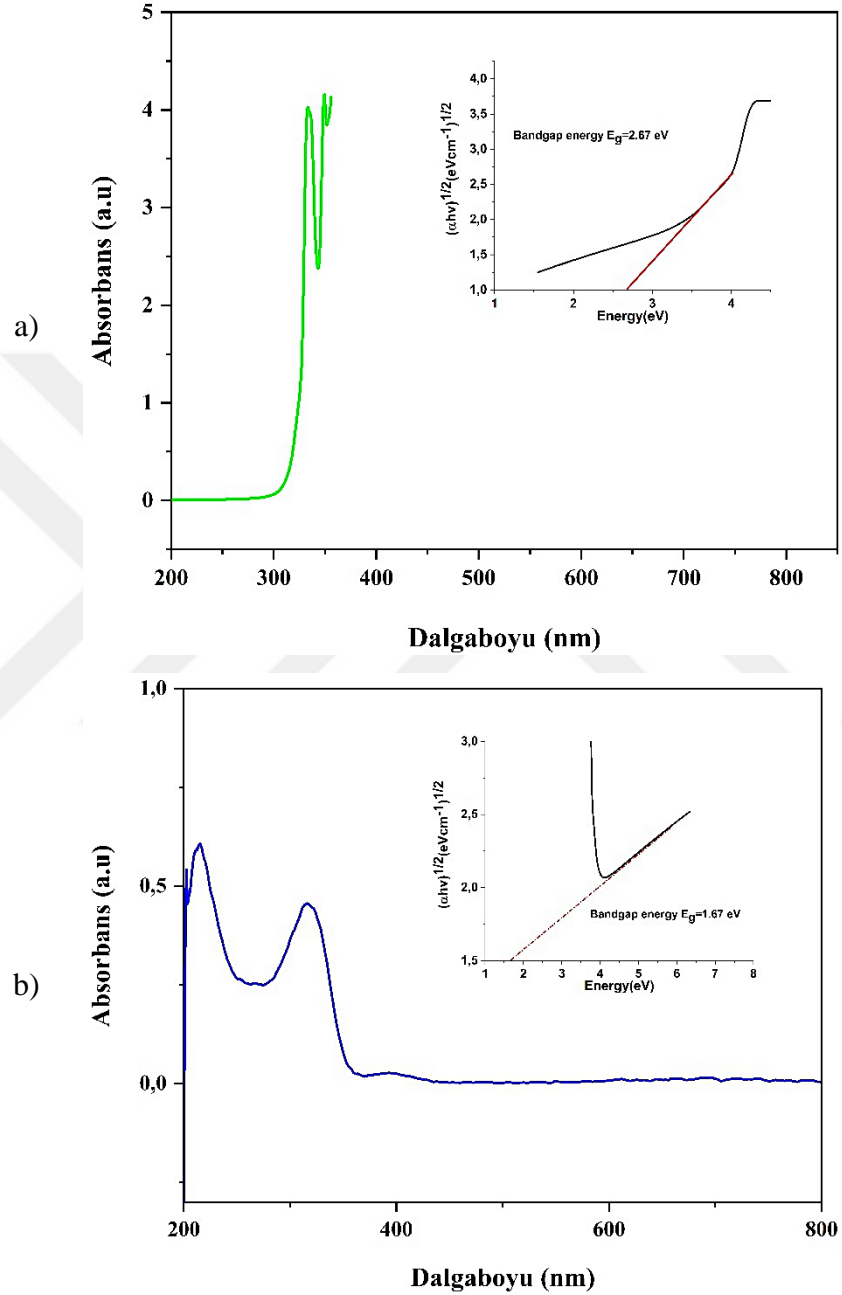 a)
5
4
3
2
1
0
Absorbans (a.u)
200 300 400 500 600 700 800
Dalgaboyu (nm)
4,0
3,5
3,0
2,5
2,0
1,5
1,0
(αhν)1/2(eVcm-1)1/2
Bandgap energy Eg=2.67 eV
1 2 3 4
Energy(eV)
b)
1,0
0,5
0,0
Absorbans (a.u)
200 400 600 800
Dalgaboyu (nm)
3,0
2,5
2,0
1,5
(αhν)1/2(eVcm-1)1/2
Bandgap energy Eg=1.67 eV
1 2 3 4 5 6 7 8
Energy(eV)